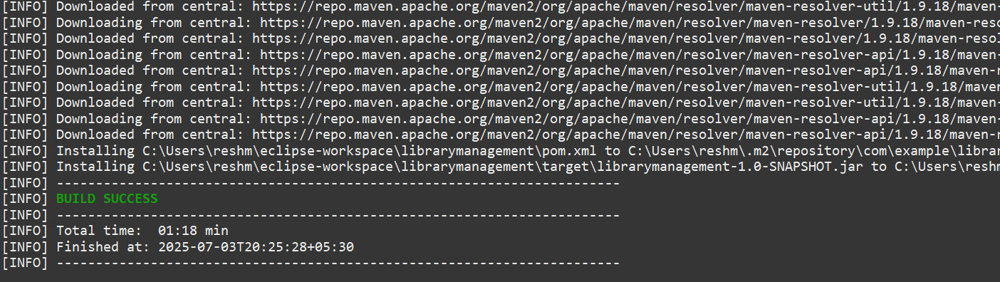 [INFO] Downloaded from central: https://repo.maven.apache.org/maven2/org/apache/maven/resolver/maven-resolver-util/1.9.18/maven-
[INFO] Downloading from central: https://repo.maven.apache.org/maven2/org/apache/maven/resolver/maven-resolver/1.9.18/maven-reso
[INFO] Downloaded from central: https://repo.maven.apache.org/maven2/org/apache/maven/resolver/maven-resolver/1.9.18/maven-resol
[INFO] Downloading from central: https://repo.maven.apache.org/maven2/org/apache/maven/resolver/maven-resolver-api/1.9.18/maven-
[INFO] Downloaded from central: https://repo.maven.apache.org/maven2/org/apache/maven/resolver/maven-resolver-api/1.9.18/maven-r
[INFO] Downloading from central: https://repo.maven.apache.org/maven2/org/apache/maven/resolver/maven-resolver-util/1.9.18/maven
[INFO] Downloaded from central: https://repo.maven.apache.org/maven2/org/apache/maven/resolver/maven-resolver-util/1.9.18/maven-
[INFO] Downloading from central: https://repo.maven.apache.org/maven2/org/apache/maven/resolver/maven-resolver-api/1.9.18/maven-
[INFO] Downloaded from central: https://repo.maven.apache.org/maven2/org/apache/maven/resolver/maven-resolver-api/1.9.18/maven-r
[INFO] Installing C:\Users\reshm\eclipse-workspace\librarymanagement\pom.xml to C:\Users\reshm\.m2\repository\com\example\librar
[INFO] Installing C:\Users\reshm\eclipse-workspace\librarymanagement\target\librarymanagement-1.0-SNAPSHOT.jar to C:\Users\reshm
[INFO] ------------------------------------------------------------------------
[INFO] BUILD SUCCESS
[INFO] ------------------------------------------------------------------------
[INFO] Total time:  01:18 min
[INFO] Finished at: 2025-07-03T20:25:28+05:30
[INFO] ------------------------------------------------------------------------